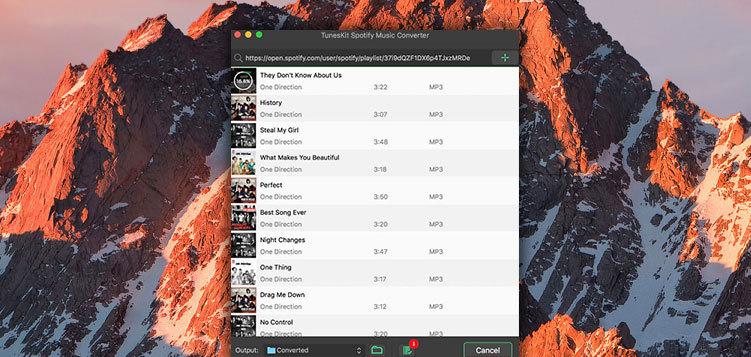 TunesKit Spotify Music Converter
https://open.spotify.com/user/spotify/playlist/37i9dQZF1DX6p4TJxzMRDe
16.6%
They Don't Know About Us
One Direction 3:22 MP3
History
One Direction 3:07 MP3
Steal My Girl
One Direction 3:48 MP3
What Makes You Beautiful
One Direction 3:18 MP3
Perfect
One Direction 3:50 MP3
Best Song Ever
One Direction 3:20 MP3
Night Changes
One Direction 3:47 MP3
One Thing
One Direction 3:17 MP3
Drag Me Down
One Direction 3:12 MP3
No Control
One Direction 3:20 MP3
Output: Converted 1 Cancel